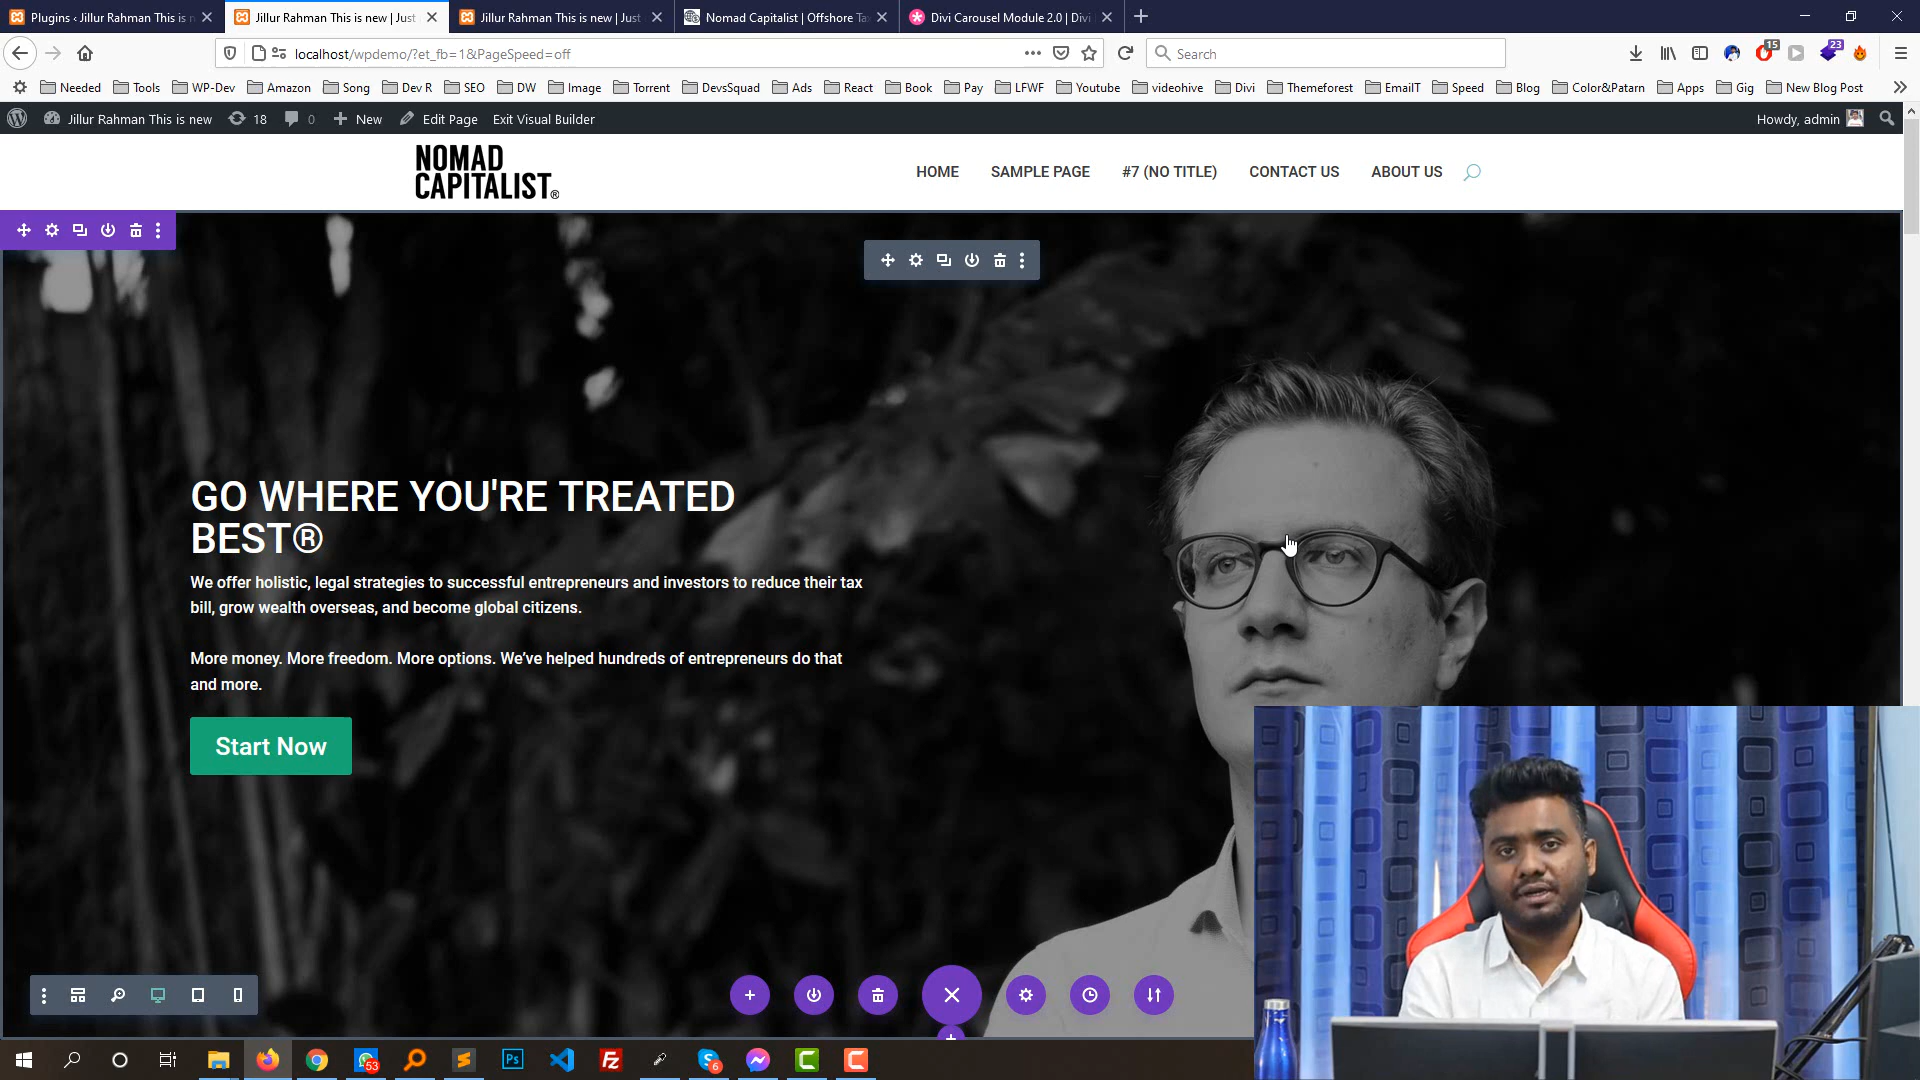 Plugins ‹ Jillur Rahman This is n
Jillur Rahman This is new | Just
Jillur Rahman This is new | Just
Nomad Capitalist | Offshore Ta
Divi Carousel Module 2.0 | Divi
localhost/wpdemo/?et_fb=1&PageSpeed=off
Search
15
23
Needed
Tools
WP-Dev
Amazon
Song
Dev R
SEO
DW
Image
Torrent
DevsSquad
Ads
React
Book
Pay
LFWF
Youtube
videohive
Divi
Themeforest
EmailT
Speed
Blog
Color&Patarn
Apps
Gig
New Blog Post
Jillur Rahman This is new
18
0
New
Edit Page
Exit Visual Builder
Howdy, admin
NOMAD
CAPITALIST®
HOME
SAMPLE PAGE
#7 (NO TITLE)
CONTACT US
ABOUT US
GO WHERE YOU'RE TREATED
BEST®
We offer holistic, legal strategies to successful entrepreneurs and investors to reduce their tax
bill, grow wealth overseas, and become global citizens.
More money. More freedom. More options. We’ve helped hundreds of entrepreneurs do that
and more.
Start Now
53
Ps
Fz
6